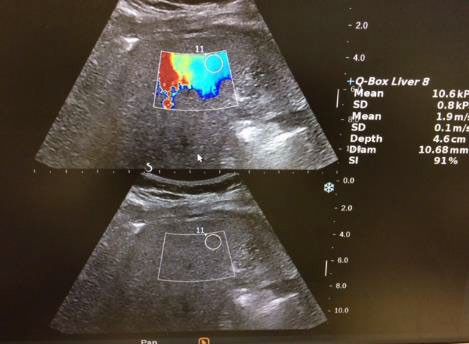 11
2.0
4.0
+Q-Box Liver 8
Mean 10.6 kP
SD 0.8 kP
Mean 1.9 m/s
SD 0.1 m/s
Depth 4.6 cm
Diam 10.68 mm
SI 91%
S
0.0
2.0
11
4.0
6.0
8.0
10.0
Pan